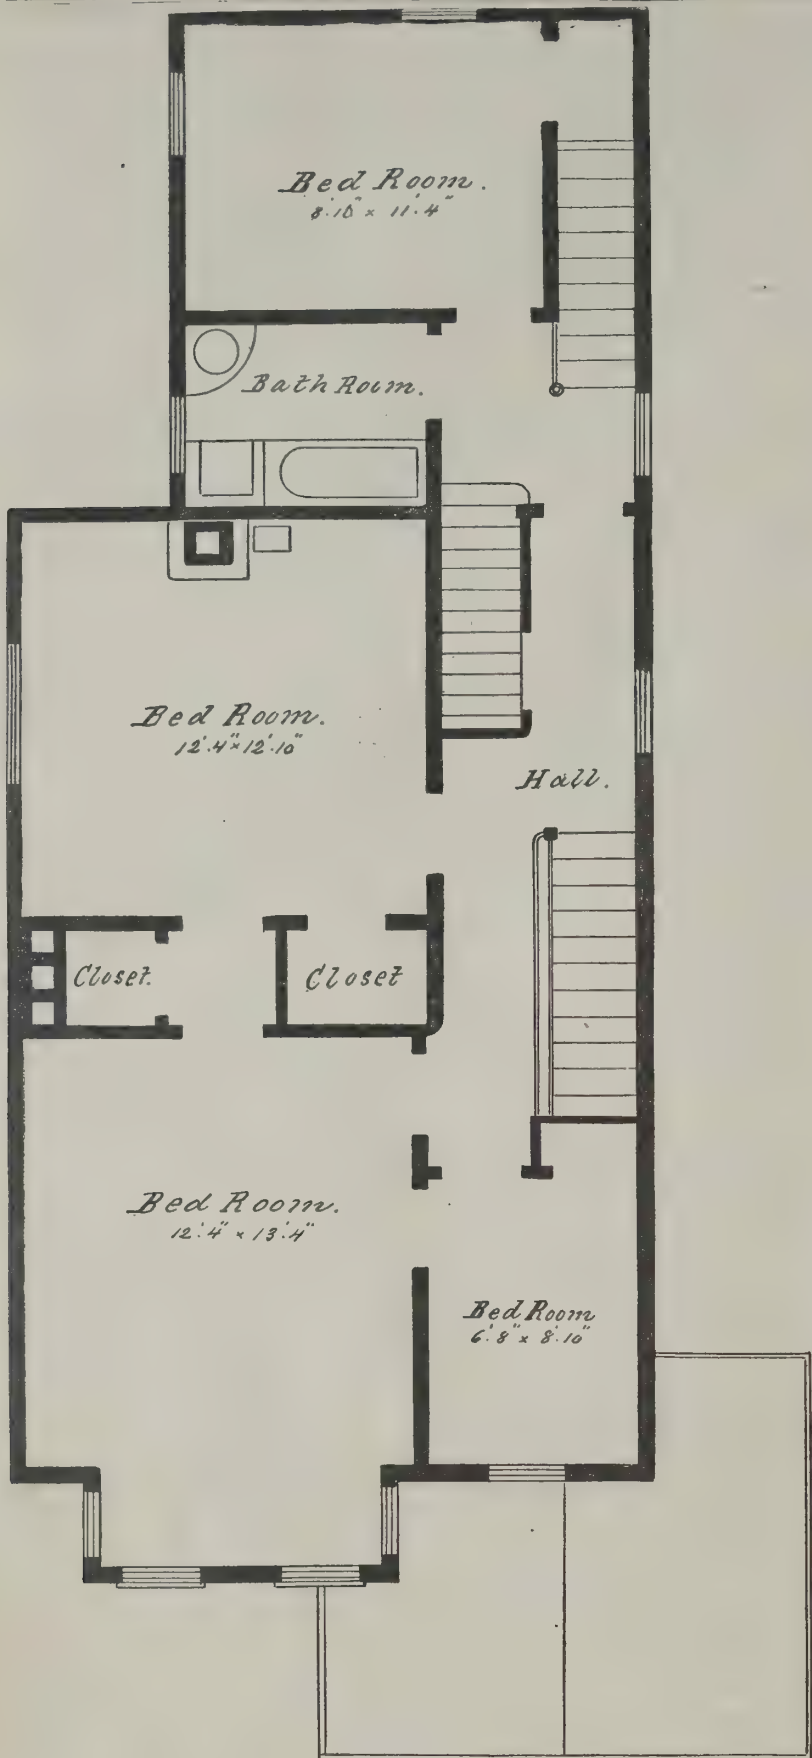 Bed Room.
8'.10" x 11'.4"
Bath Room.
Bed Room.
12'.4" x 12'.10"
Hall.
Closet.
Closet
Bed Room.
12'.4" x 13'.4"
Bed Room
6'.8" x 8'.10"